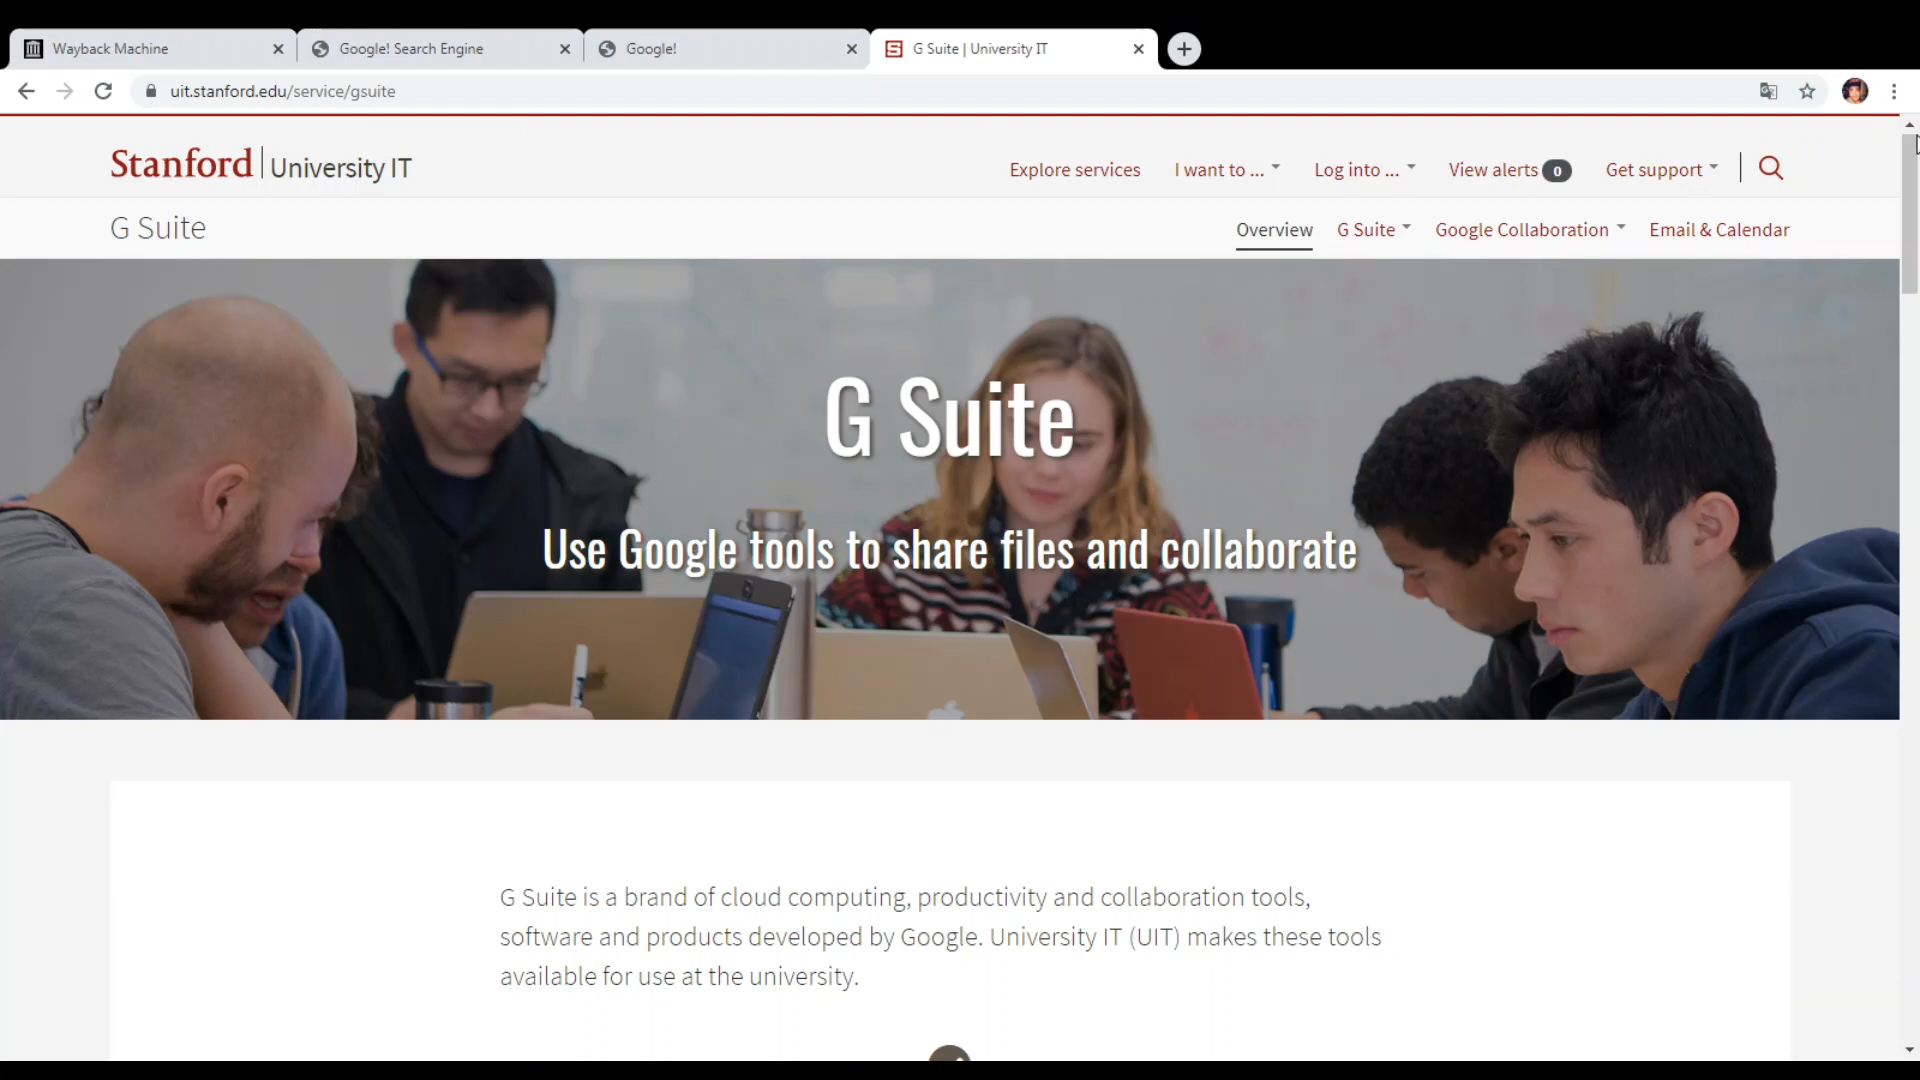 Wayback Machine
Google! Search Engine
Google!
G Suite | University IT
uit.stanford.edu/service/gsuite
Stanford | University IT
Explore services
I want to ...
Log into ...
View alerts 0
Get support
G Suite
Overview
G Suite
Google Collaboration
Email & Calendar
G Suite
Use Google tools to share files and collaborate
G Suite is a brand of cloud computing, productivity and collaboration tools,
software and products developed by Google. University IT (UIT) makes these tools
available for use at the university.